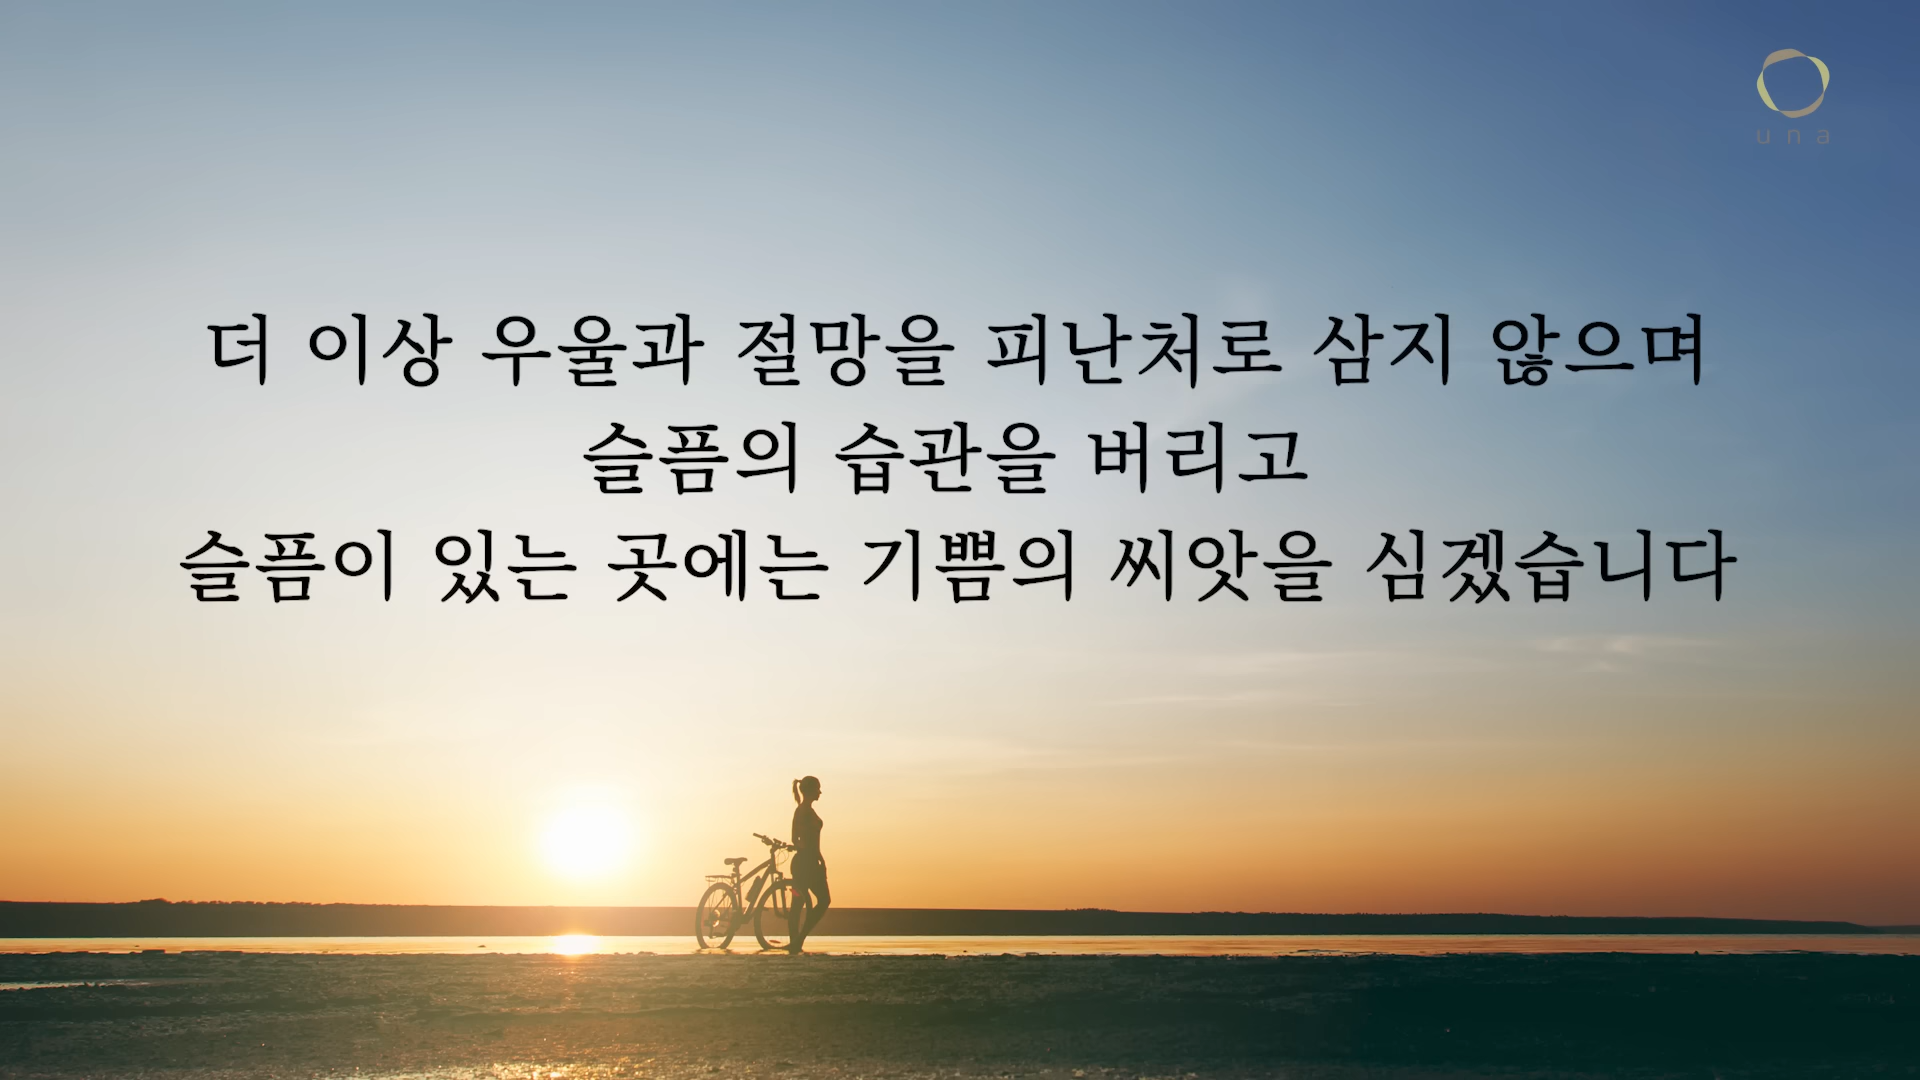 una
더 이상 우울과 절망을 피난처로 삼지 않으며
슬픔의 습관을 버리고
슬픔이 있는 곳에는 기쁨의 씨앗을 심겠습니다